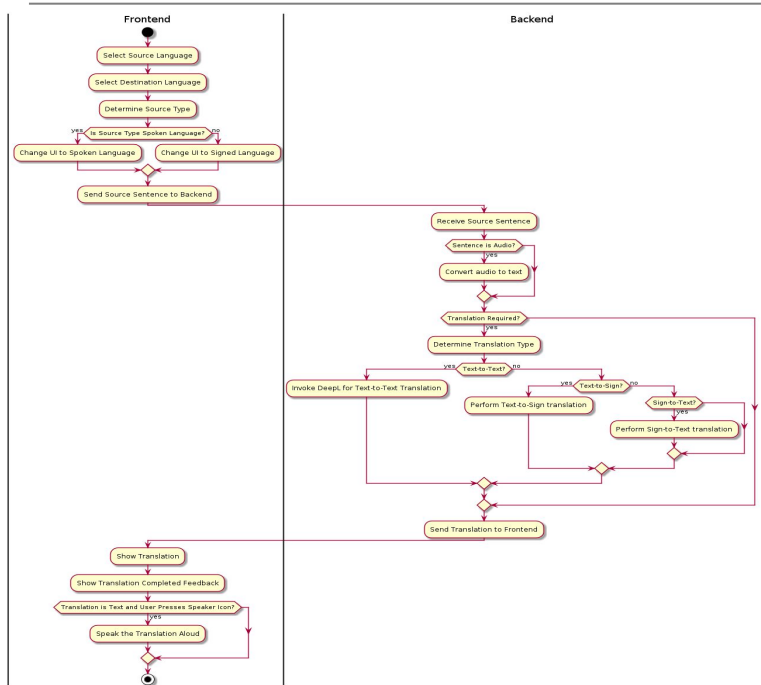 Frontend
Backend
Select Source Language
Select Destination Language
Determine Source Type
yes
Is Source Type Spoken Language?
no
Change UI to Spoken Language
Change UI to Signed Language
Send Source Sentence to Backend
Receive Source Sentence
Sentence is Audio?
yes
Convert audio to text
Translation Required?
yes
Determine Translation Type
yes
Text-to-Text?
no
Invoke DeepL for Text-to-Text Translation
yes
Text-to-Sign?
no
Perform Text-to-Sign translation
Sign-to-Text?
yes
Perform Sign-to-Text translation
Send Translation to Frontend
Show Translation
Show Translation Completed Feedback
Translation is Text and User Presses Speaker Icon?
yes
Speak the Translation Aloud